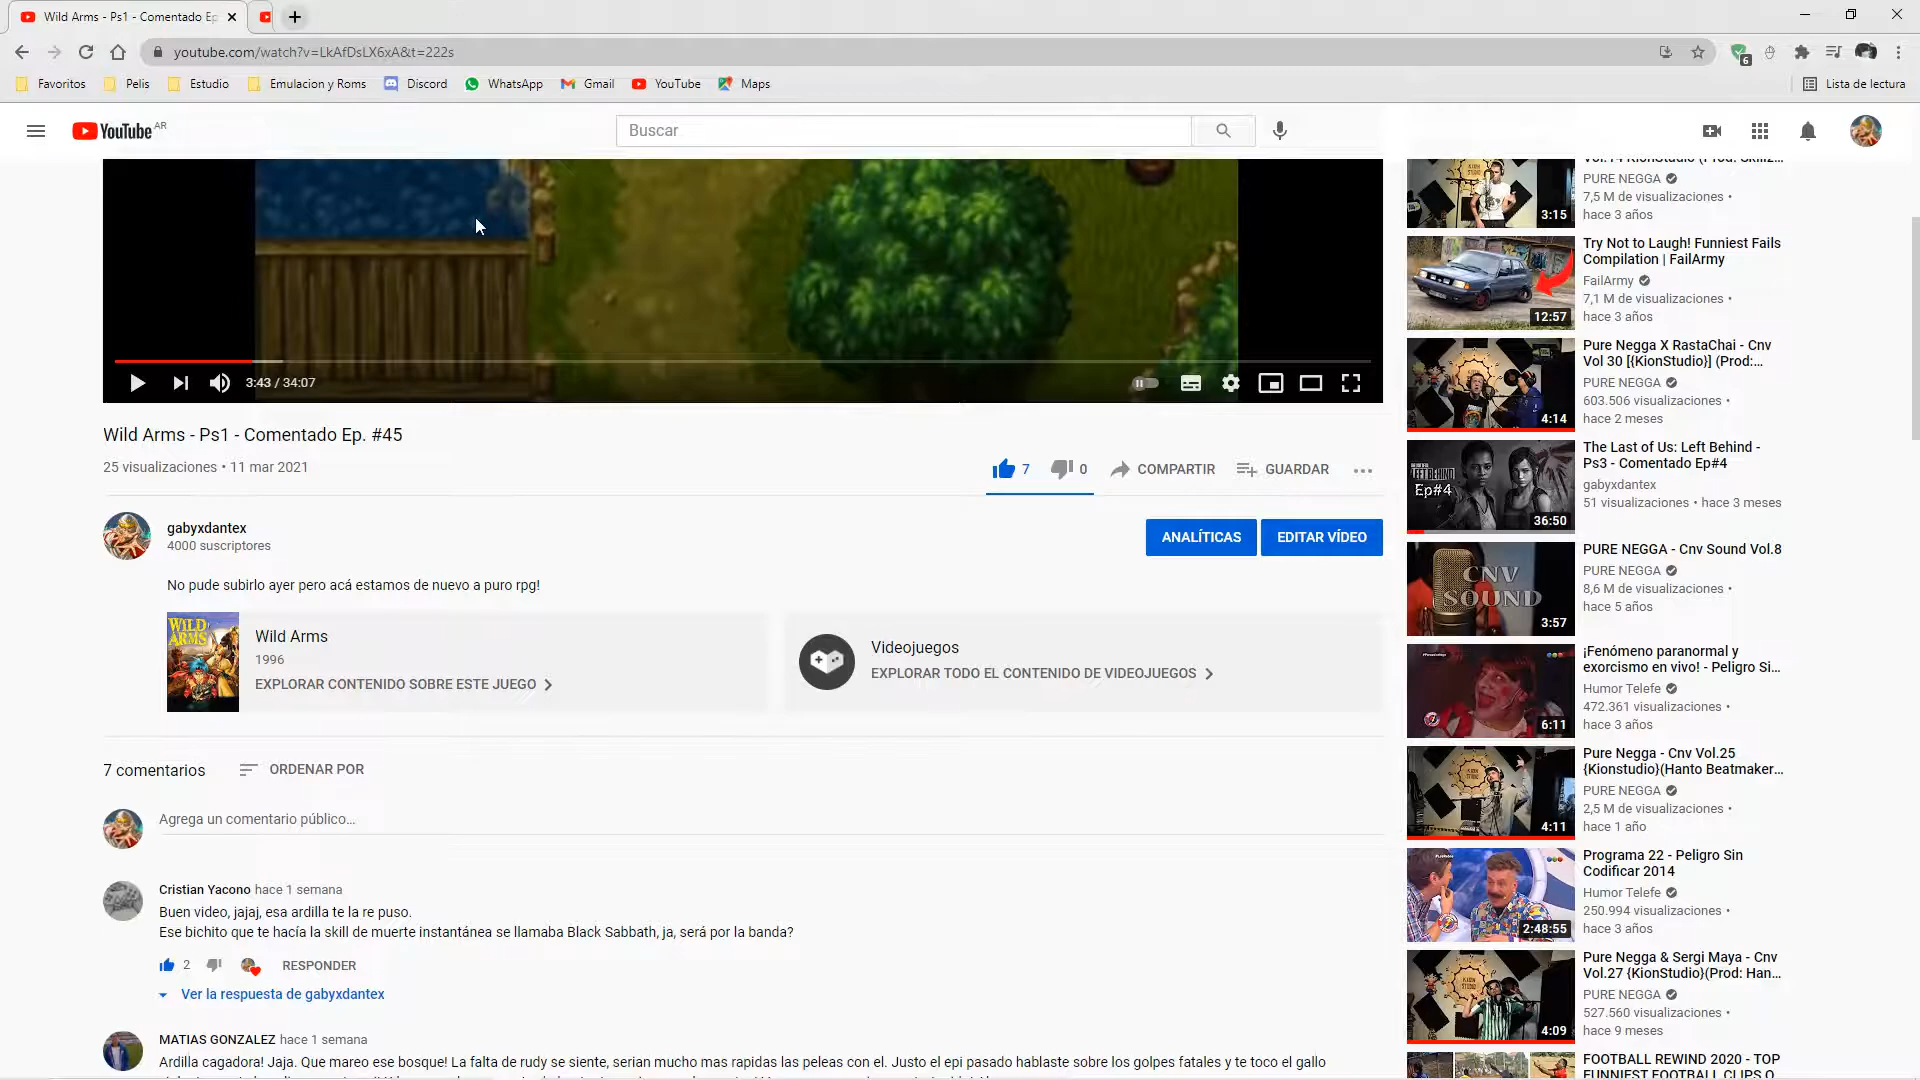 Wild Arms - Ps1 - Comentado Ep
youtube.com/watch?v=LkAfDsLX6xA&t=222s
6
Favoritos
Pelis
Estudio
Emulacion y Roms
Discord
WhatsApp
Gmail
YouTube
Maps
Lista de lectura
YouTube AR
Buscar
3:43 / 34:07
Wild Arms - Ps1 - Comentado Ep. #45
25 visualizaciones • 11 mar 2021
7
0
COMPARTIR
GUARDAR
gabyxdantex
4000 suscriptores
ANALÍTICAS
EDITAR VÍDEO
No pude subirlo ayer pero acá estamos de nuevo a puro rpg!
WILD ARMS
Wild Arms
1996
EXPLORAR CONTENIDO SOBRE ESTE JUEGO
Videojuegos
EXPLORAR TODO EL CONTENIDO DE VIDEOJUEGOS
7 comentarios
ORDENAR POR
Agrega un comentario público...
Cristian Yacono hace 1 semana
Buen video, jajaj, esa ardilla te la re puso.
Ese bichito que te hacía la skill de muerte instantánea se llamaba Black Sabbath, ja, será por la banda?
2
RESPONDER
Ver la respuesta de gabyxdantex
MATIAS GONZALEZ hace 1 semana
Ardilla cagadora! Jaja. Que mareo ese bosque! La falta de rudy se siente, serian mucho mas rapidas las peleas con el. Justo el epi pasado hablaste sobre los golpes fatales y te toco el gallo
PURE NEGGA
7,5 M de visualizaciones •
hace 3 años
3:15
Try Not to Laugh! Funniest Fails
Compilation | FailArmy
FailArmy
7,1 M de visualizaciones •
hace 3 años
12:57
Pure Negga X RastaChai - Cnv
Vol 30 [{KionStudio}] (Prod:...
PURE NEGGA
603.506 visualizaciones •
hace 2 meses
4:14
The Last of Us: Left Behind -
Ps3 - Comentado Ep#4
gabyxdantex
51 visualizaciones • hace 3 meses
LEFT BEHIND
Ep#4
36:50
PURE NEGGA - Cnv Sound Vol.8
PURE NEGGA
8,6 M de visualizaciones •
hace 5 años
CNV
SOUND
3:57
¡Fenómeno paranormal y
exorcismo en vivo! - Peligro Si...
Humor Telefe
472.361 visualizaciones •
hace 3 años
6:11
Pure Negga - Cnv Vol.25
{Kionstudio}(Hanto Beatmaker...
PURE NEGGA
2,5 M de visualizaciones •
hace 1 año
4:11
Programa 22 - Peligro Sin
Codificar 2014
Humor Telefe
250.994 visualizaciones •
hace 3 años
2:48:55
Pure Negga & Sergi Maya - Cnv
Vol.27 {KionStudio}(Prod: Han...
PURE NEGGA
527.560 visualizaciones •
hace 9 meses
4:09
FOOTBALL REWIND 2020 - TOP
FUNNIEST FOOTBALL CLIPS O